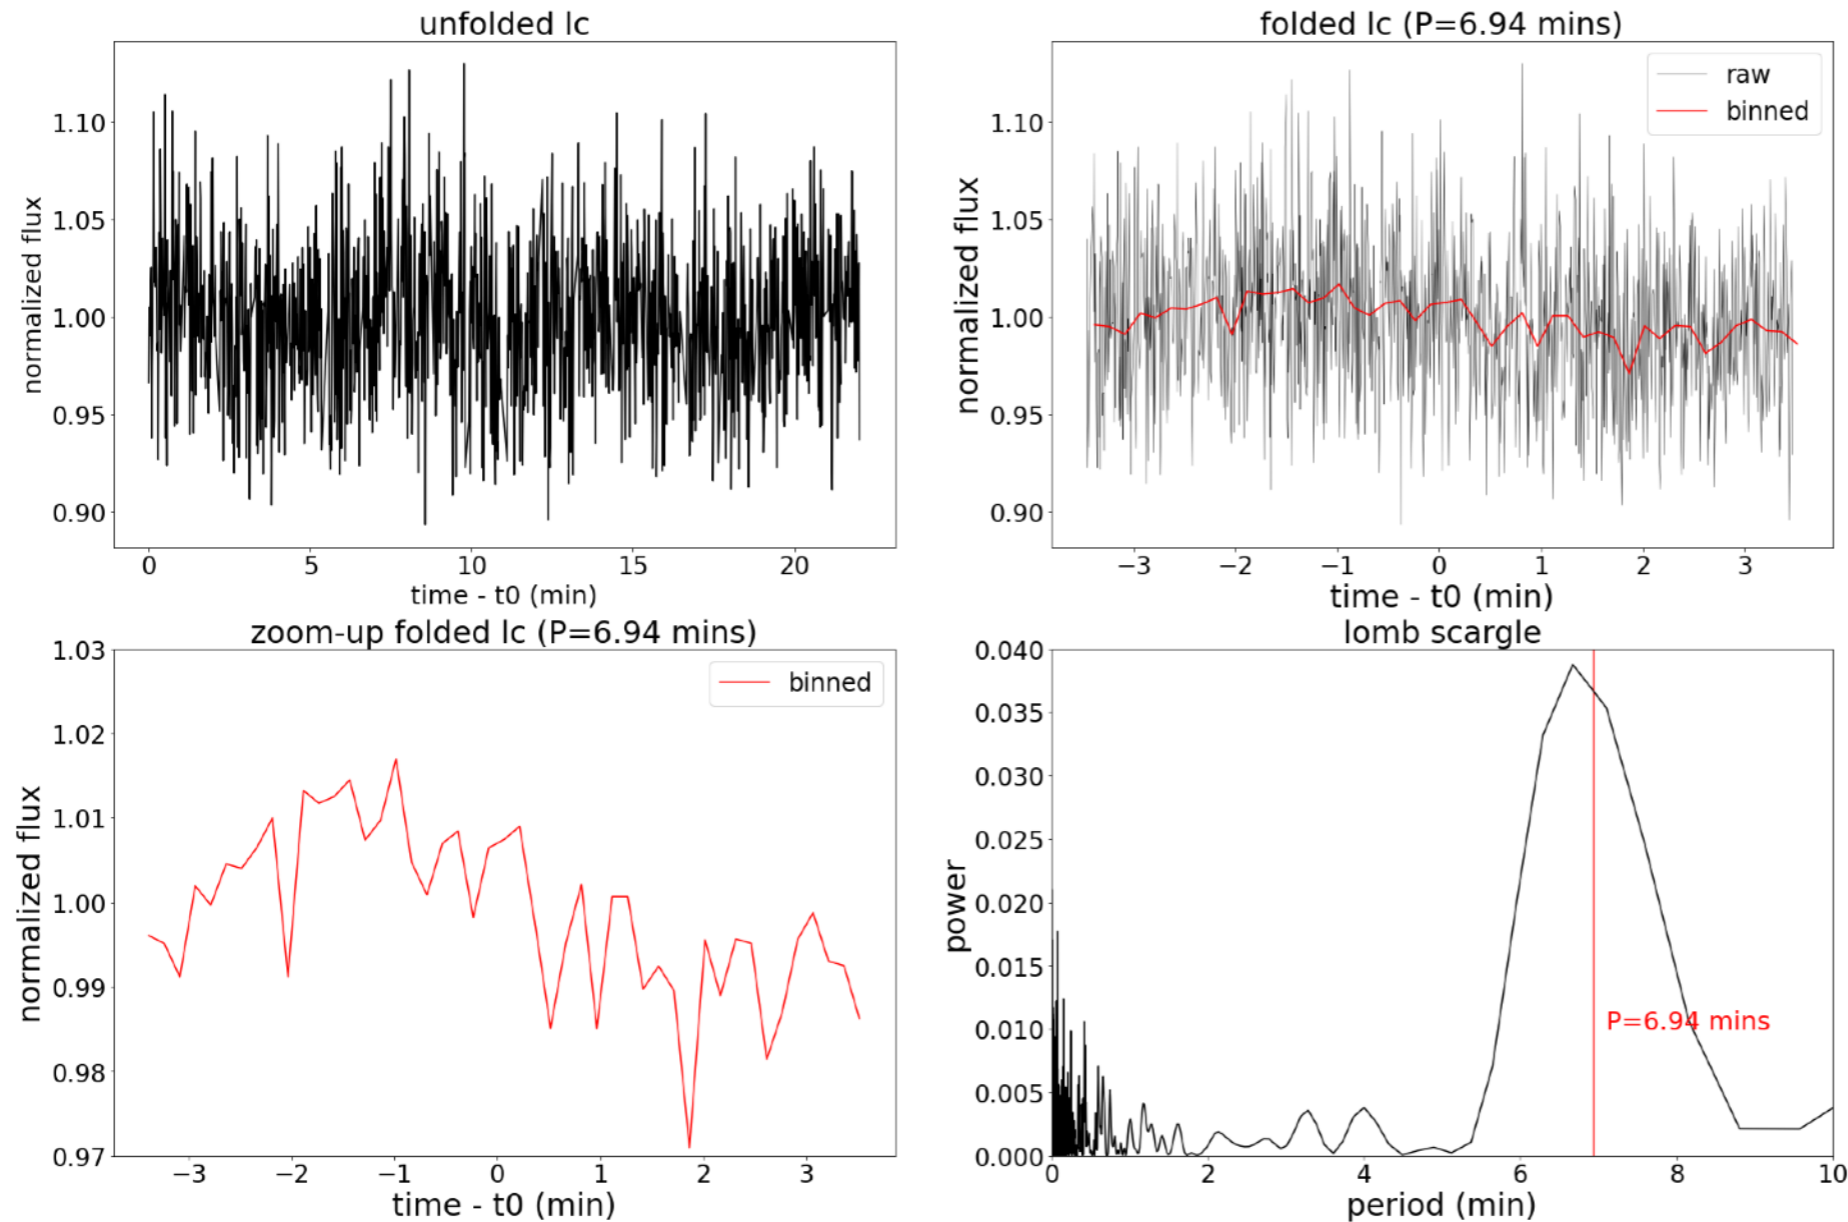 unfolded lc
normalized flux
1.10
1.05
1.00
0.95
0.90
0 5 10 15 20
time - t0 (min)
folded lc (P=6.94 mins)
normalized flux
1.10
1.05
1.00
0.95
0.90
raw
binned
−3 −2 −1 0 1 2 3
time - t0 (min)
zoom-up folded lc (P=6.94 mins)
normalized flux
1.03
1.02
1.01
1.00
0.99
0.98
0.97
binned
−3 −2 −1 0 1 2 3
time - t0 (min)
lomb scargle
power
0.040
0.035
0.030
0.025
0.020
0.015
0.010
0.005
0.000
P=6.94 mins
0 2 4 6 8 10
period (min)